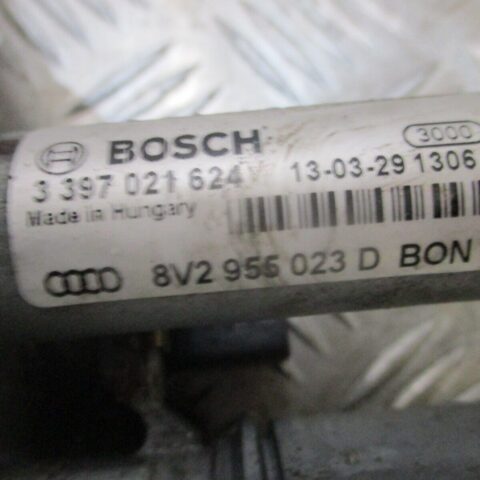 BOSCH 3000
3 397 021 624 13-03-29 1306
Made in Hungary
8V2 955 023 D BON